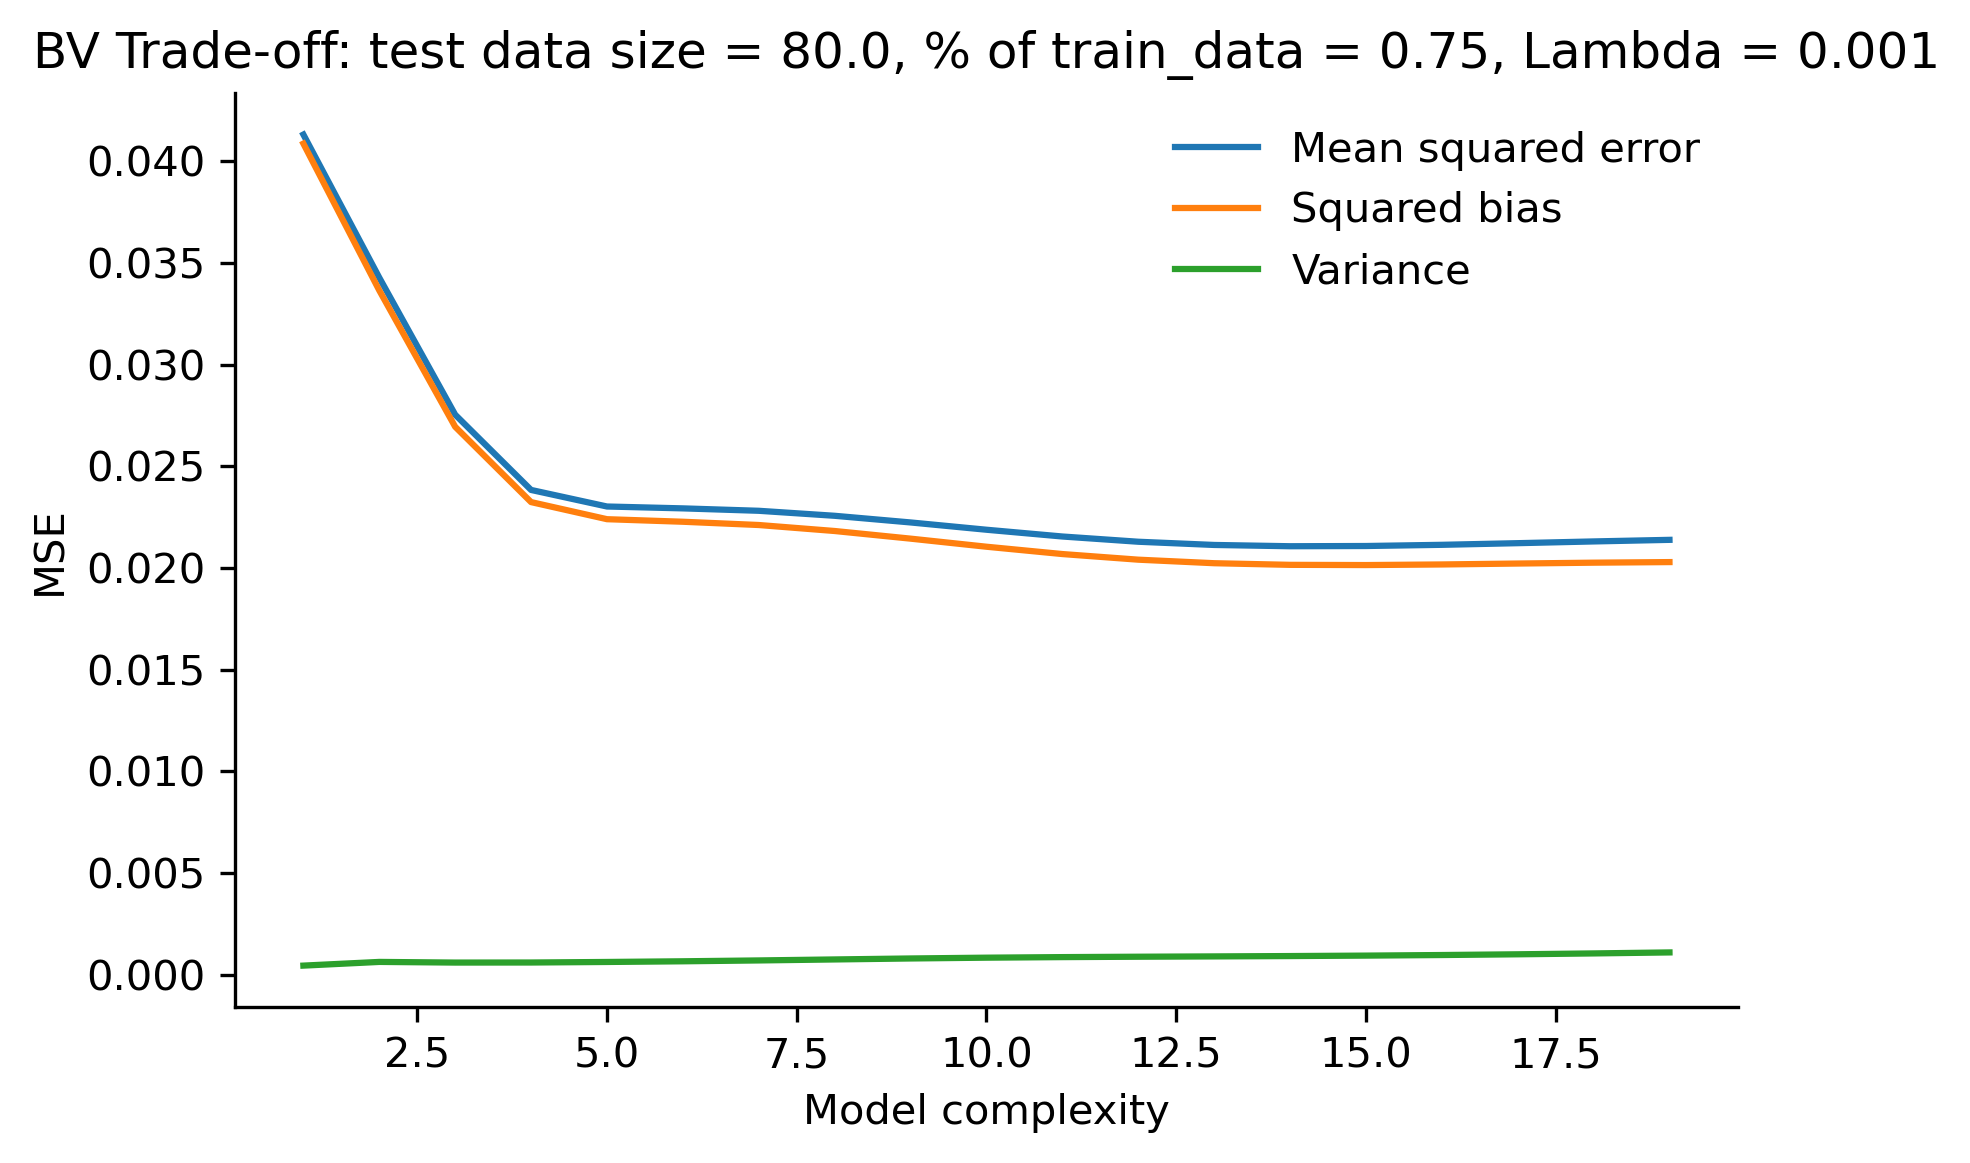 BV Trade-off: test data size = 80.0, % of train_data = 0.75, Lambda = 0.001
Mean squared error
Squared bias
Variance
0.040
0.035
0.030
0.025
0.020
0.015
0.010
0.005
0.000
MSE
2.5 5.0 7.5 10.0 12.5 15.0 17.5
Model complexity